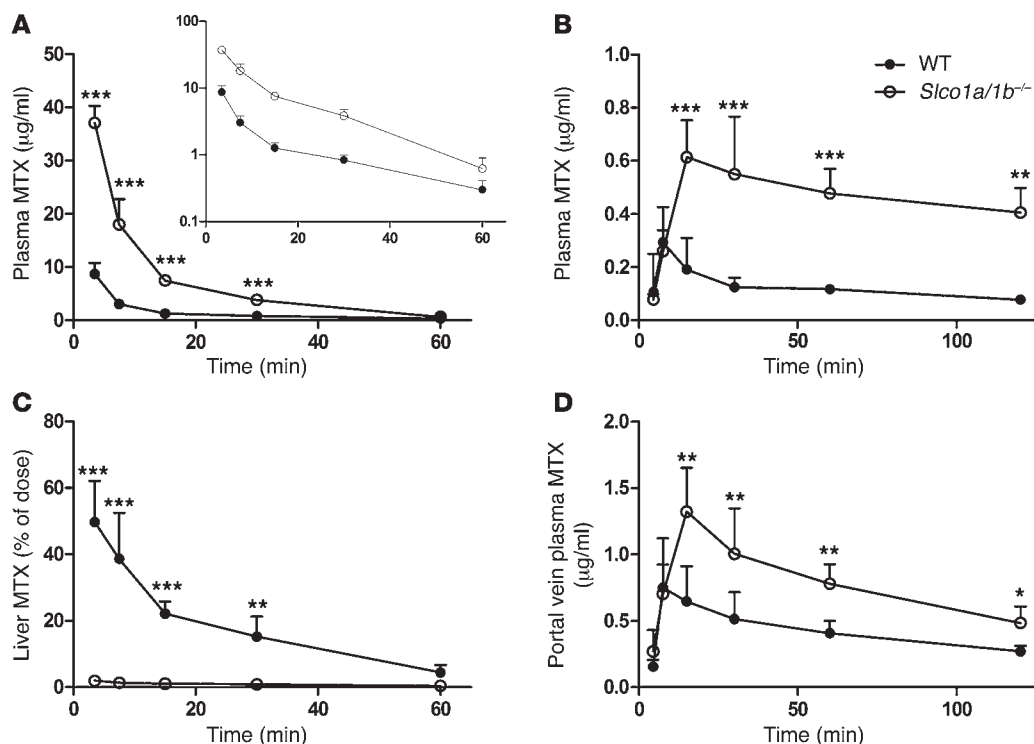 A
Plasma MTX (μg/ml)
50
40
30
20
10
0
***
***
***
***
0 20 40 60
Time (min)
100
10
1
0.1
0 20 40 60
B
Plasma MTX (μg/ml)
1.0
0.8
0.6
0.4
0.2
0.0
***
***
***
**
WT
Slco1a/1b–/–
0 50 100
Time (min)
C
Liver MTX (% of dose)
80
60
40
20
0
***
***
***
**
0 20 40 60
Time (min)
D
Portal vein plasma MTX
(μg/ml)
2.0
1.5
1.0
0.5
0.0
**
**
**
*
0 50 100
Time (min)